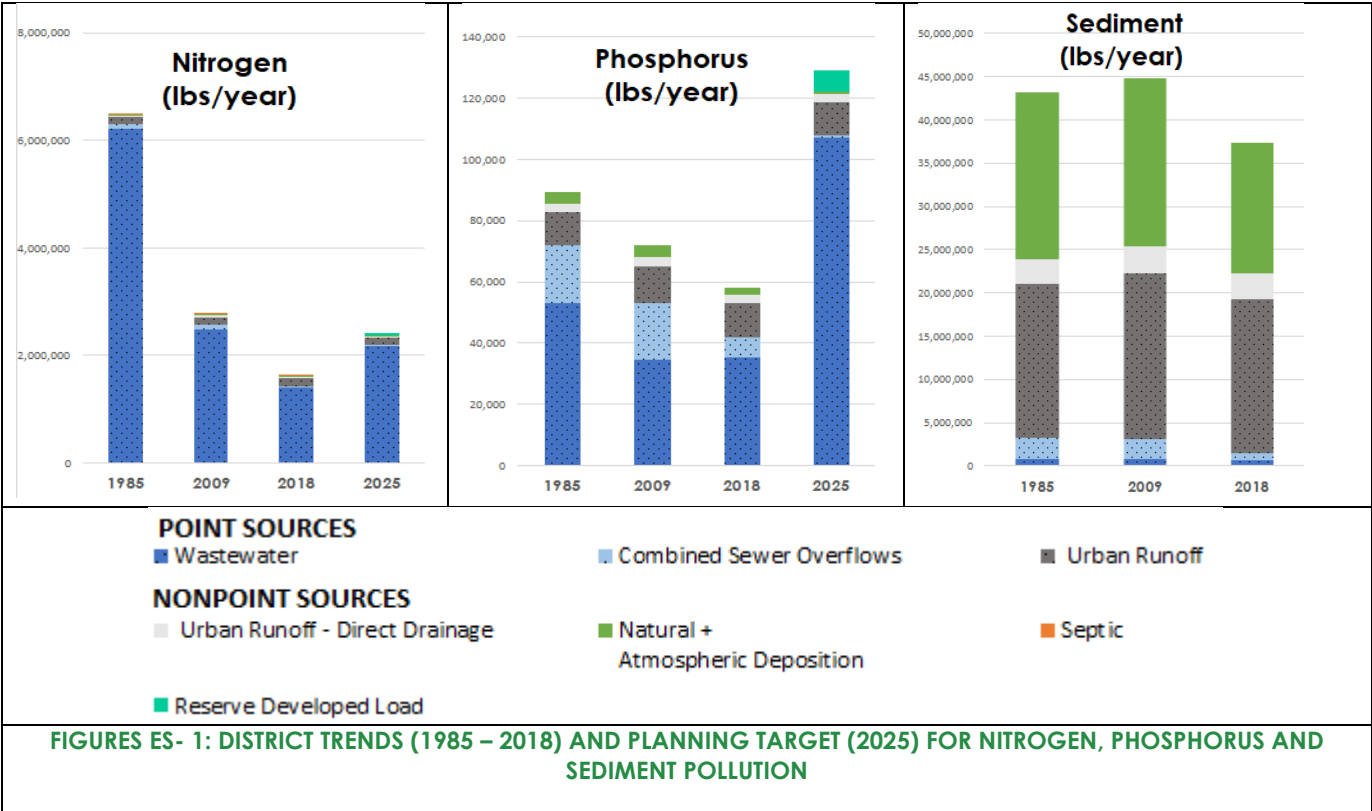 Nitrogen
(lbs/year)
8,000,000
6,000,000
4,000,000
2,000,000
0
1985 2009 2018 2025
Phosphorus
(lbs/year)
140,000
120,000
100,000
80,000
60,000
40,000
20,000
0
1985 2009 2018 2025
Sediment
(lbs/year)
50,000,000
45,000,000
40,000,000
35,000,000
30,000,000
25,000,000
20,000,000
15,000,000
10,000,000
5,000,000
0
1985 2009 2018
POINT SOURCES
Wastewater
Combined Sewer Overflows
Urban Runoff
NONPOINT SOURCES
Urban Runoff - Direct Drainage
Natural +
Atmospheric Deposition
Septic
Reserve Developed Load
FIGURES ES- 1: DISTRICT TRENDS (1985 – 2018) AND PLANNING TARGET (2025) FOR NITROGEN, PHOSPHORUS AND
SEDIMENT POLLUTION